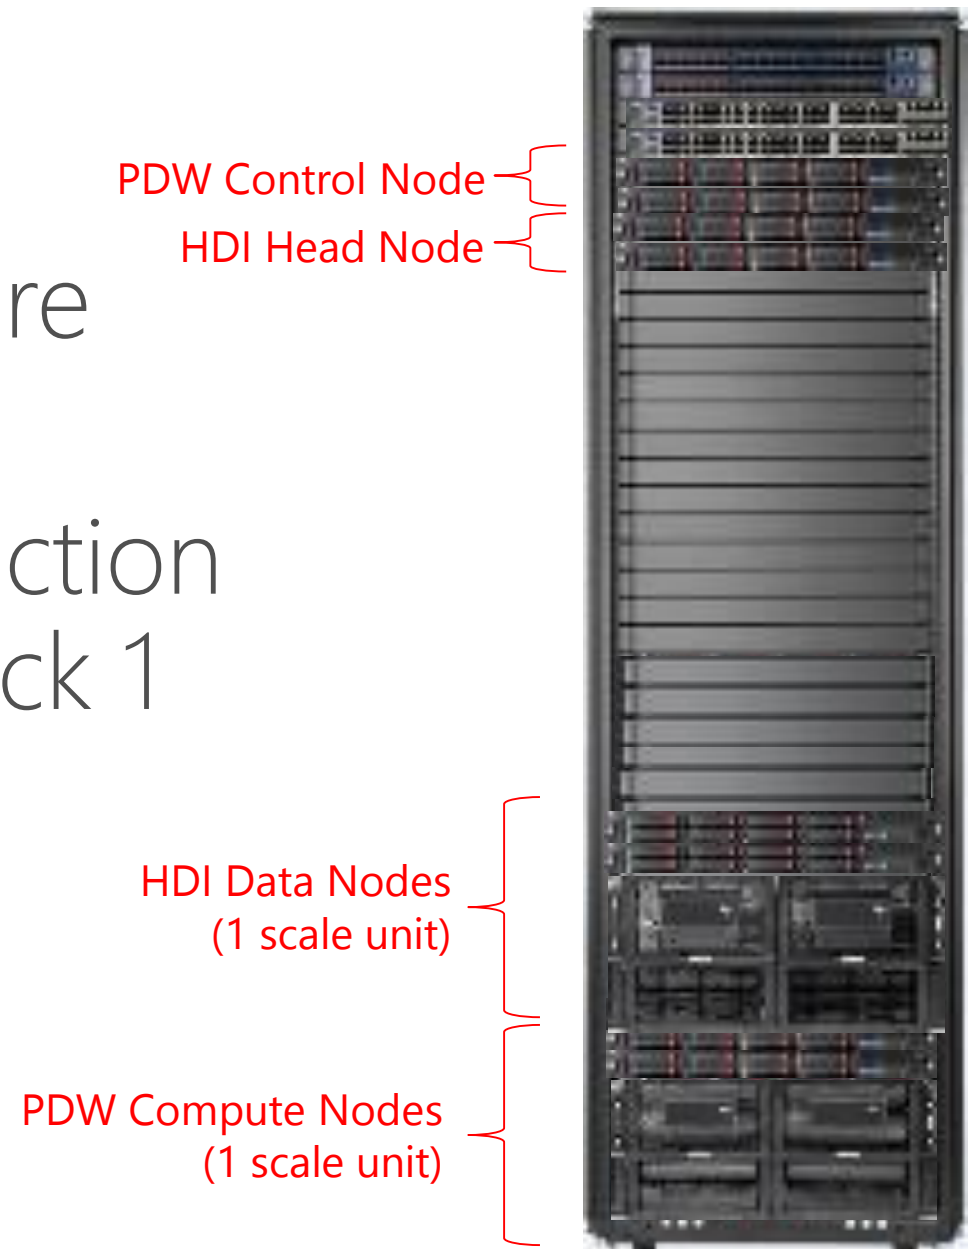 PDW Control Node
HDI Head Node
re
ction
ck 1
HDI Data Nodes
(1 scale unit)
PDW Compute Nodes
(1 scale unit)